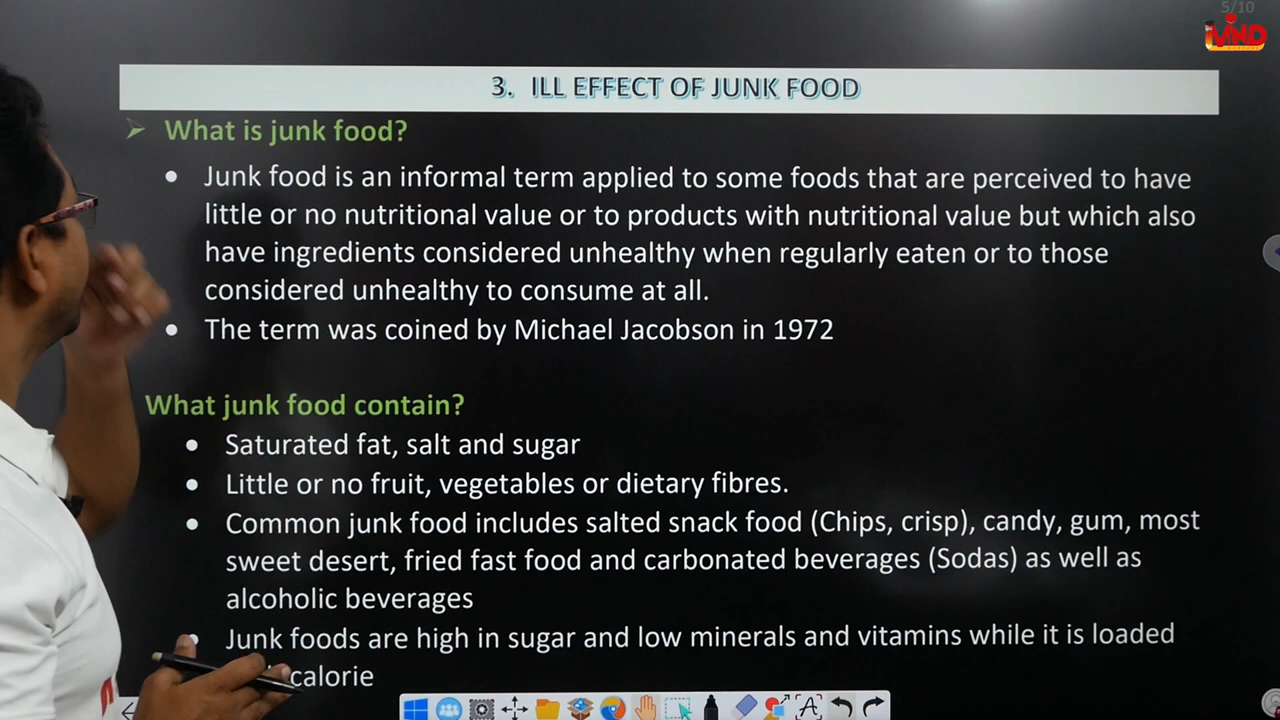 5/10
MIND
3. ILL EFFECT OF JUNK FOOD
➢ What is junk food?
• Junk food is an informal term applied to some foods that are perceived to have
little or no nutritional value or to products with nutritional value but which also
have ingredients considered unhealthy when regularly eaten or to those
considered unhealthy to consume at all.
• The term was coined by Michael Jacobson in 1972
What junk food contain?
• Saturated fat, salt and sugar
• Little or no fruit, vegetables or dietary fibres.
• Common junk food includes salted snack food (Chips, crisp), candy, gum, most
sweet desert, fried fast food and carbonated beverages (Sodas) as well as
alcoholic beverages
• Junk foods are high in sugar and low minerals and vitamins while it is loaded
calorie